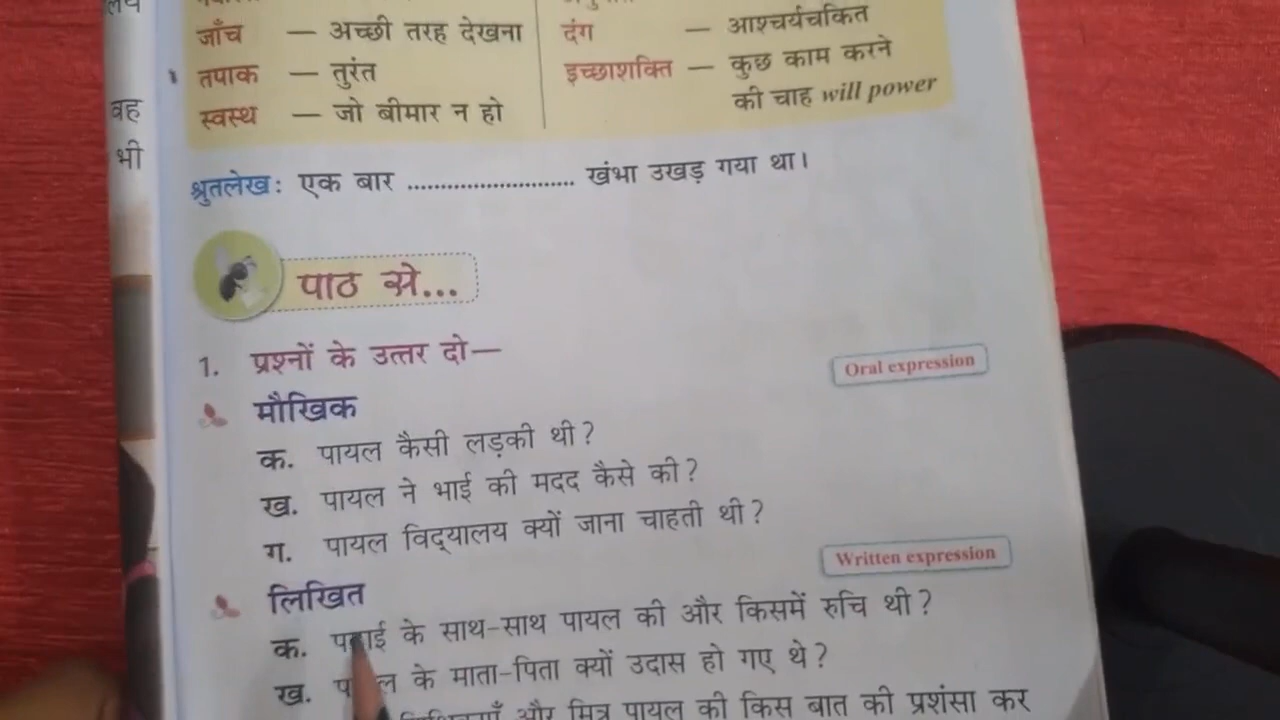 जाँच — अच्छी तरह देखना
तपाक — तुरंत
स्वस्थ — जो बीमार न हो
दंग — आश्चर्यचकित
इच्छाशक्ति — कुछ काम करने
की चाह will power
वह
भी
श्रुतलेख: एक बार ......................... खंभा उखड़ गया था।
पाठ से...
1. प्रश्नों के उत्तर दो—
Oral expression
मौखिक
क. पायल कैसी लड़की थी?
ख. पायल ने भाई की मदद कैसे की?
ग. पायल विद्यालय क्यों जाना चाहती थी?
Written expression
लिखित
क. के साथ-साथ पायल की और किसमें रुचि थी?
ख. के माता-पिता क्यों उदास हो गए थे?
और मित्र पायल की किस बात की प्रशंसा कर